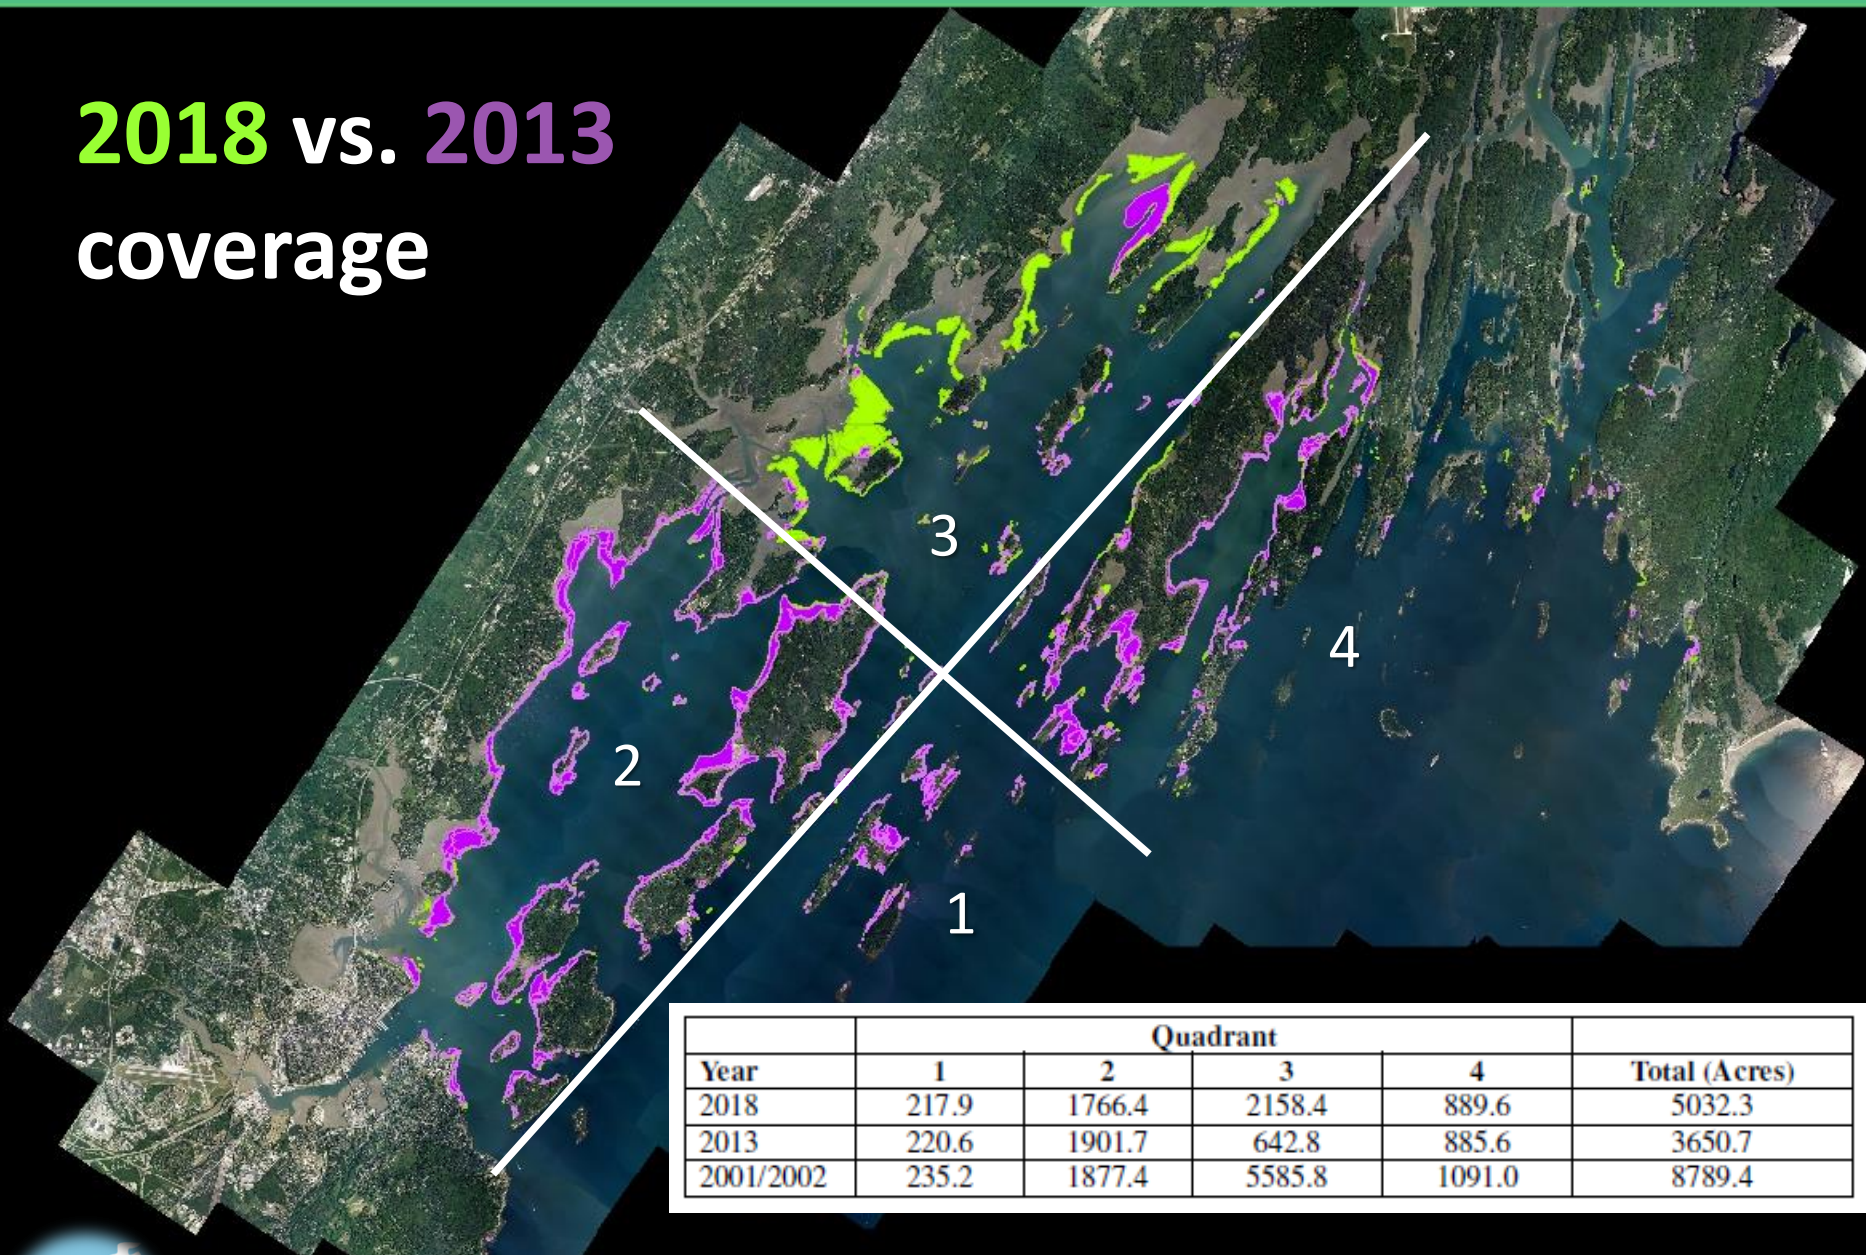 2018 vs. 2013
coverage
3
4
2
1
Quadrant
Year 1 2 3 4 Total (Acres)
2018 217.9 1766.4 2158.4 889.6 5032.3
2013 220.6 1901.7 642.8 885.6 3650.7
2001/2002 235.2 1877.4 5585.8 1091.0 8789.4